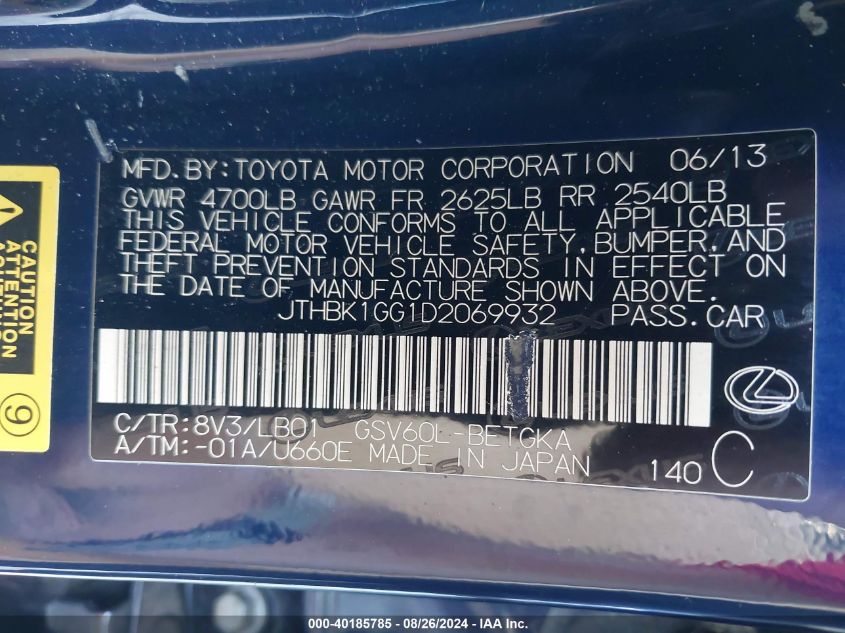 MFD.BY:TOYOTA MOTOR CORPORATION 06/13
GVWR 4700LB GAWR FR 2625LB RR 2540LB
THIS VEHICLE CONFORMS TO ALL APPLICABLE
FEDERAL MOTOR VEHICLE SAFETY,BUMPER,AND
THEFT PREVENTION STANDARDS IN EFFECT ON
THE DATE OF MANUFACTURE SHOWN ABOVE.
JTHBK1GG1D2069932 PASS.CAR
C/TR:8V3/LB01 GSV60L-BETGKA
A/TM:-01A/U660E MADE IN JAPAN
140 C
CAUTION
ATTENTION
9
000-40185785 - 08/26/2024 - IAA Inc.